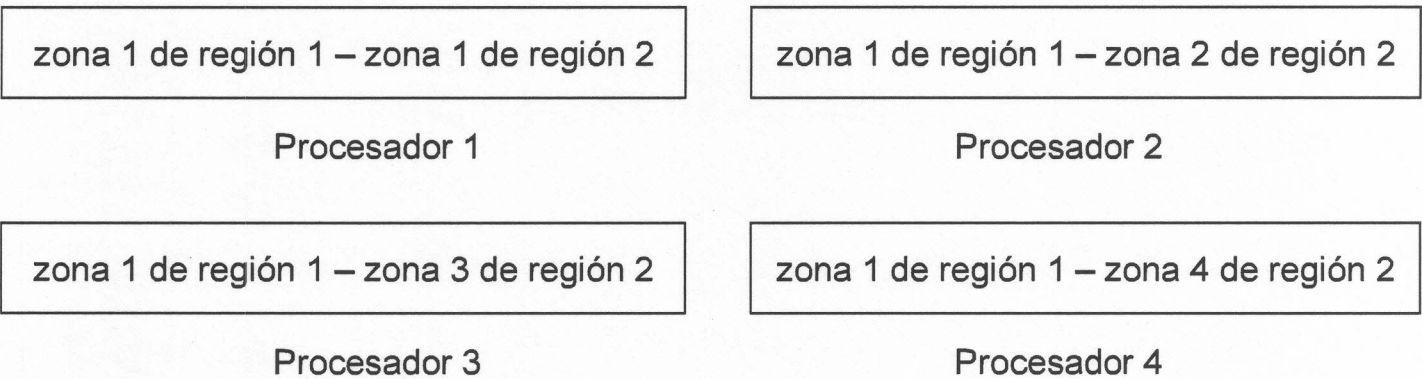 zona 1 de región 1 – zona 1 de región 2
zona 1 de región 1 – zona 2 de región 2
Procesador 1
Procesador 2
zona 1 de región 1 – zona 3 de región 2
zona 1 de región 1 – zona 4 de región 2
Procesador 3
Procesador 4